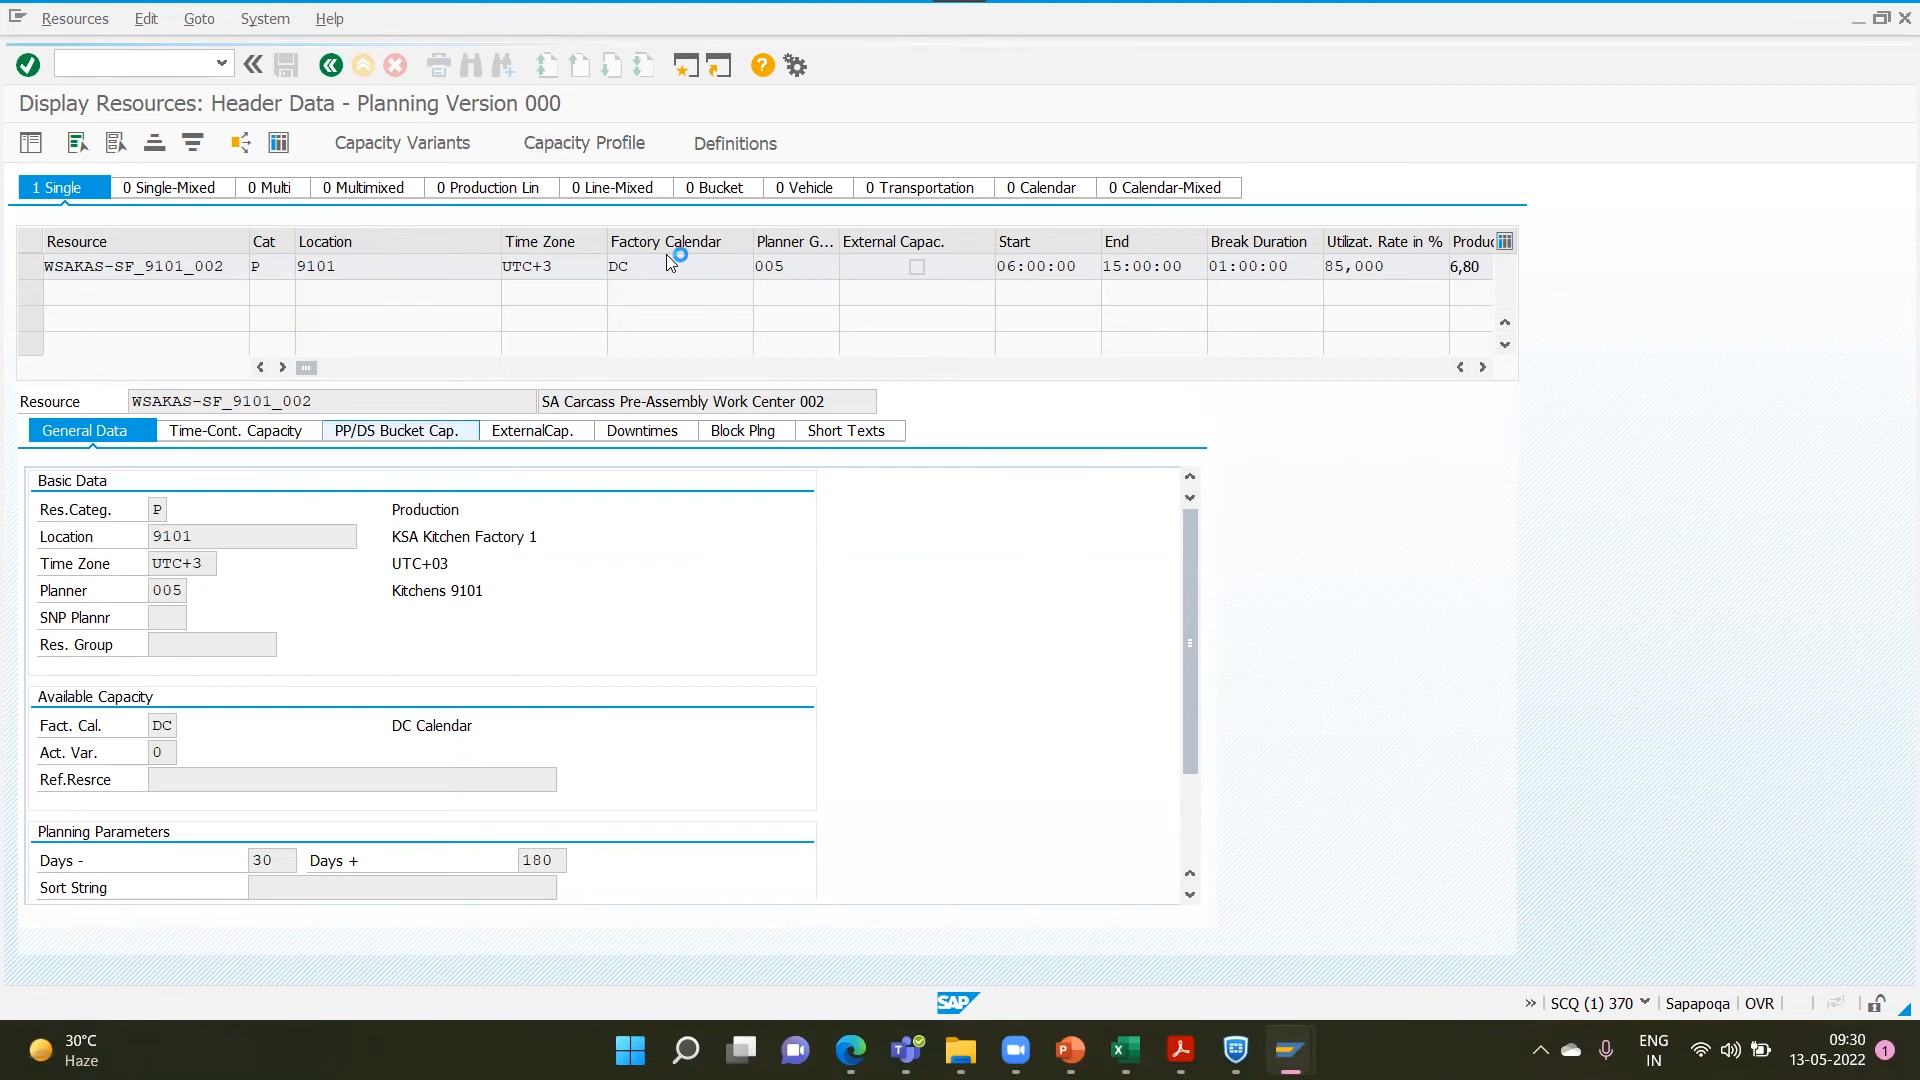 Resources Edit Goto System Help
Display Resources: Header Data - Planning Version 000
Capacity Variants Capacity Profile Definitions
1 Single 0 Single-Mixed 0 Multi 0 Multimixed 0 Production Lin 0 Line-Mixed 0 Bucket 0 Vehicle 0 Transportation 0 Calendar 0 Calendar-Mixed
Resource Cat Location Time Zone Factory Calendar Planner G... External Capac. Start End Break Duration Utilizat. Rate in % Produc
WSAKAS-SF_9101_002 P 9101 UTC+3 DC 005 06:00:00 15:00:00 01:00:00 85,000 6,80
Resource WSAKAS-SF_9101_002 SA Carcass Pre-Assembly Work Center 002
General Data Time-Cont. Capacity PP/DS Bucket Cap. ExternalCap. Downtimes Block Plng Short Texts
Basic Data
Res.Categ. P Production
Location 9101 KSA Kitchen Factory 1
Time Zone UTC+3 UTC+03
Planner 005 Kitchens 9101
SNP Plannr
Res. Group
Available Capacity
Fact. Cal. DC DC Calendar
Act. Var. 0
Ref.Resrce
Planning Parameters
Days - 30 Days + 180
Sort String
SAP
» SCQ (1) 370 Sapapoqa OVR
30°C
Haze
ENG
IN
09:30
13-05-2022
1